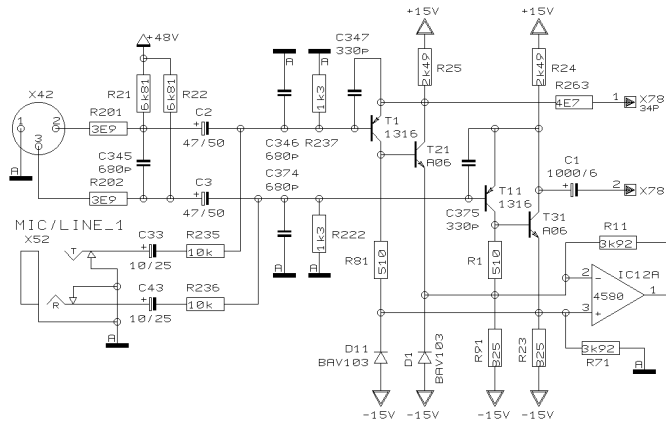 +15V
+15V
+48V
C347
330p
A
A
2k49
R25
2k49
R24
R21
R22
6k81
6k81
1k3
R263
4E7
1
X78
34P
X42
R201
C2
1
2
3
3E9
47/50
T1
1316
C345
680p
C346
680p
R237
T21
A06
C1
1000/6
2
X78
R202
3E9
C3
47/50
C374
680p
T11
1316
C375
330p
T31
A06
R11
3k92
A
MIC/LINE_1
X52
C33
R235
T
10k
10/25
1k3
R222
R81
510
R1
510
IC12A
2
4580
1
3
C43
R236
R
10k
10/25
A
A
D11
BAV103
D1
BAV103
R91
825
R23
825
3k92
R71
A
-15V
-15V
-15V
-15V